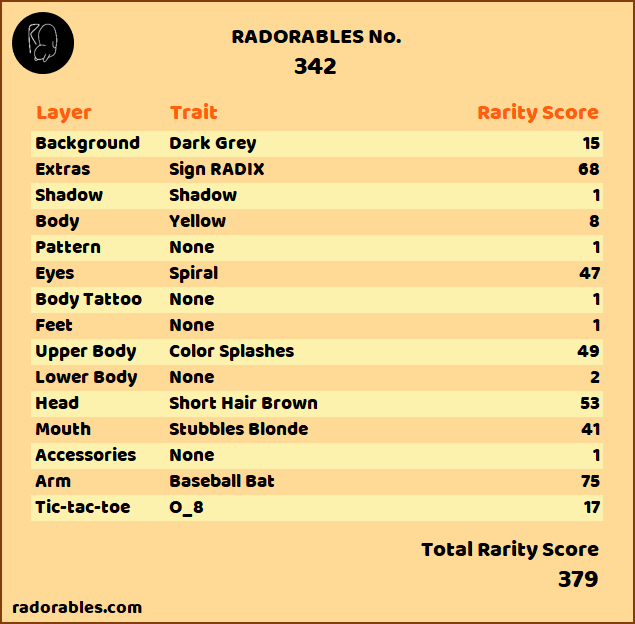 RADORABLES No.
342
Layer Trait Rarity Score
Background Dark Grey 15
Extras Sign RADIX 68
Shadow Shadow 1
Body Yellow 8
Pattern None 1
Eyes Spiral 47
Body Tattoo None 1
Feet None 1
Upper Body Color Splashes 49
Lower Body None 2
Head Short Hair Brown 53
Mouth Stubbles Blonde 41
Accessories None 1
Arm Baseball Bat 75
Tic-tac-toe O_8 17
Total Rarity Score
379
radorables.com